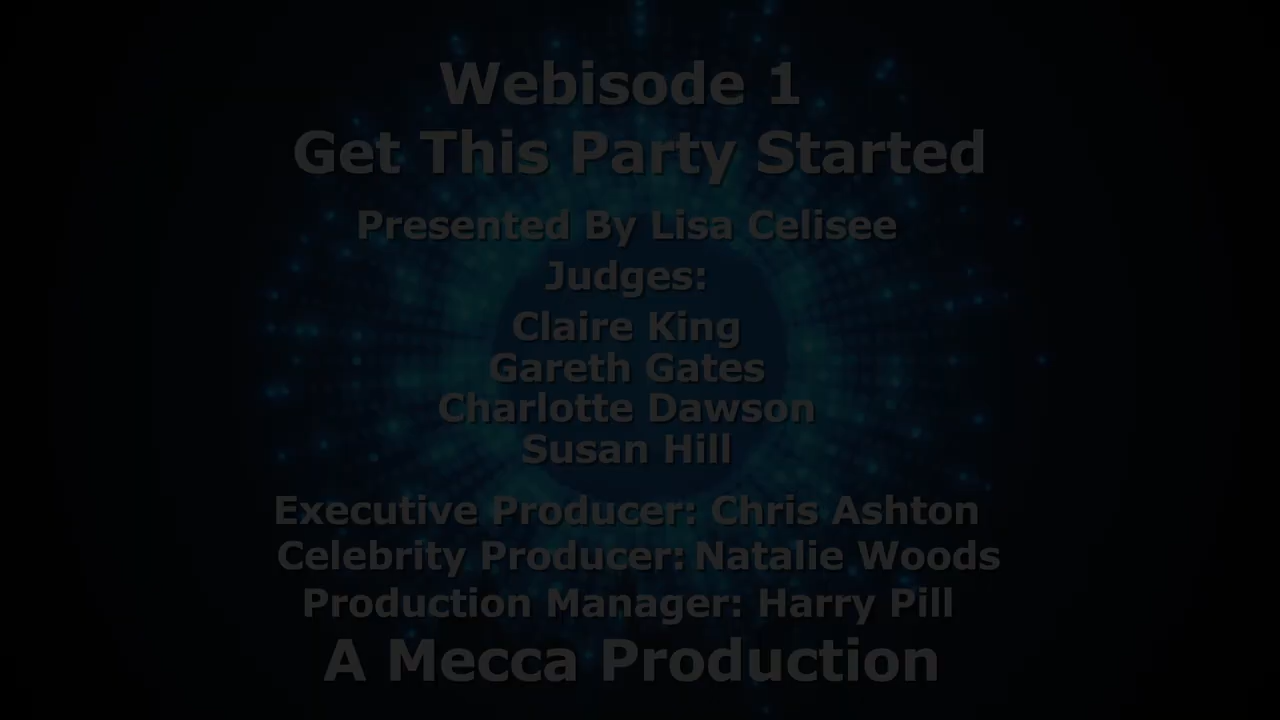 Webisode 1
Get This Party Started
Presented By Lisa Celisee
Judges:
Claire King
Gareth Gates
Charlotte Dawson
Susan Hill
Executive Producer: Chris Ashton
Celebrity Producer: Natalie Woods
Production Manager: Harry Pill
A Mecca Production